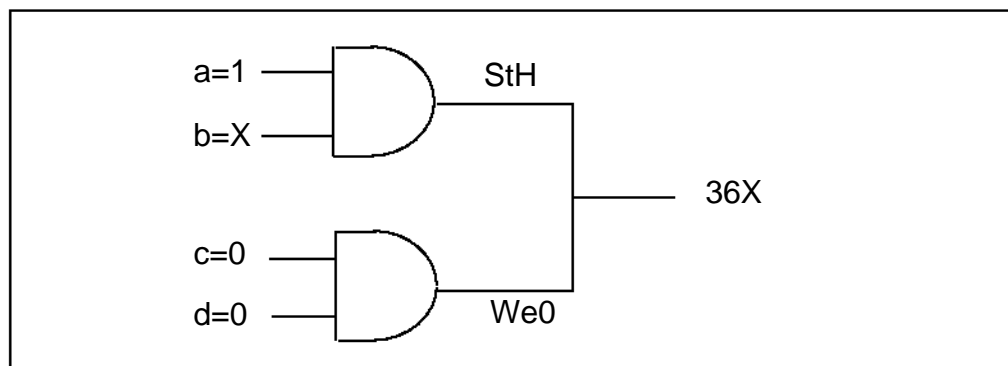 a=1
StH
b=X
36X
c=0
d=0
We0